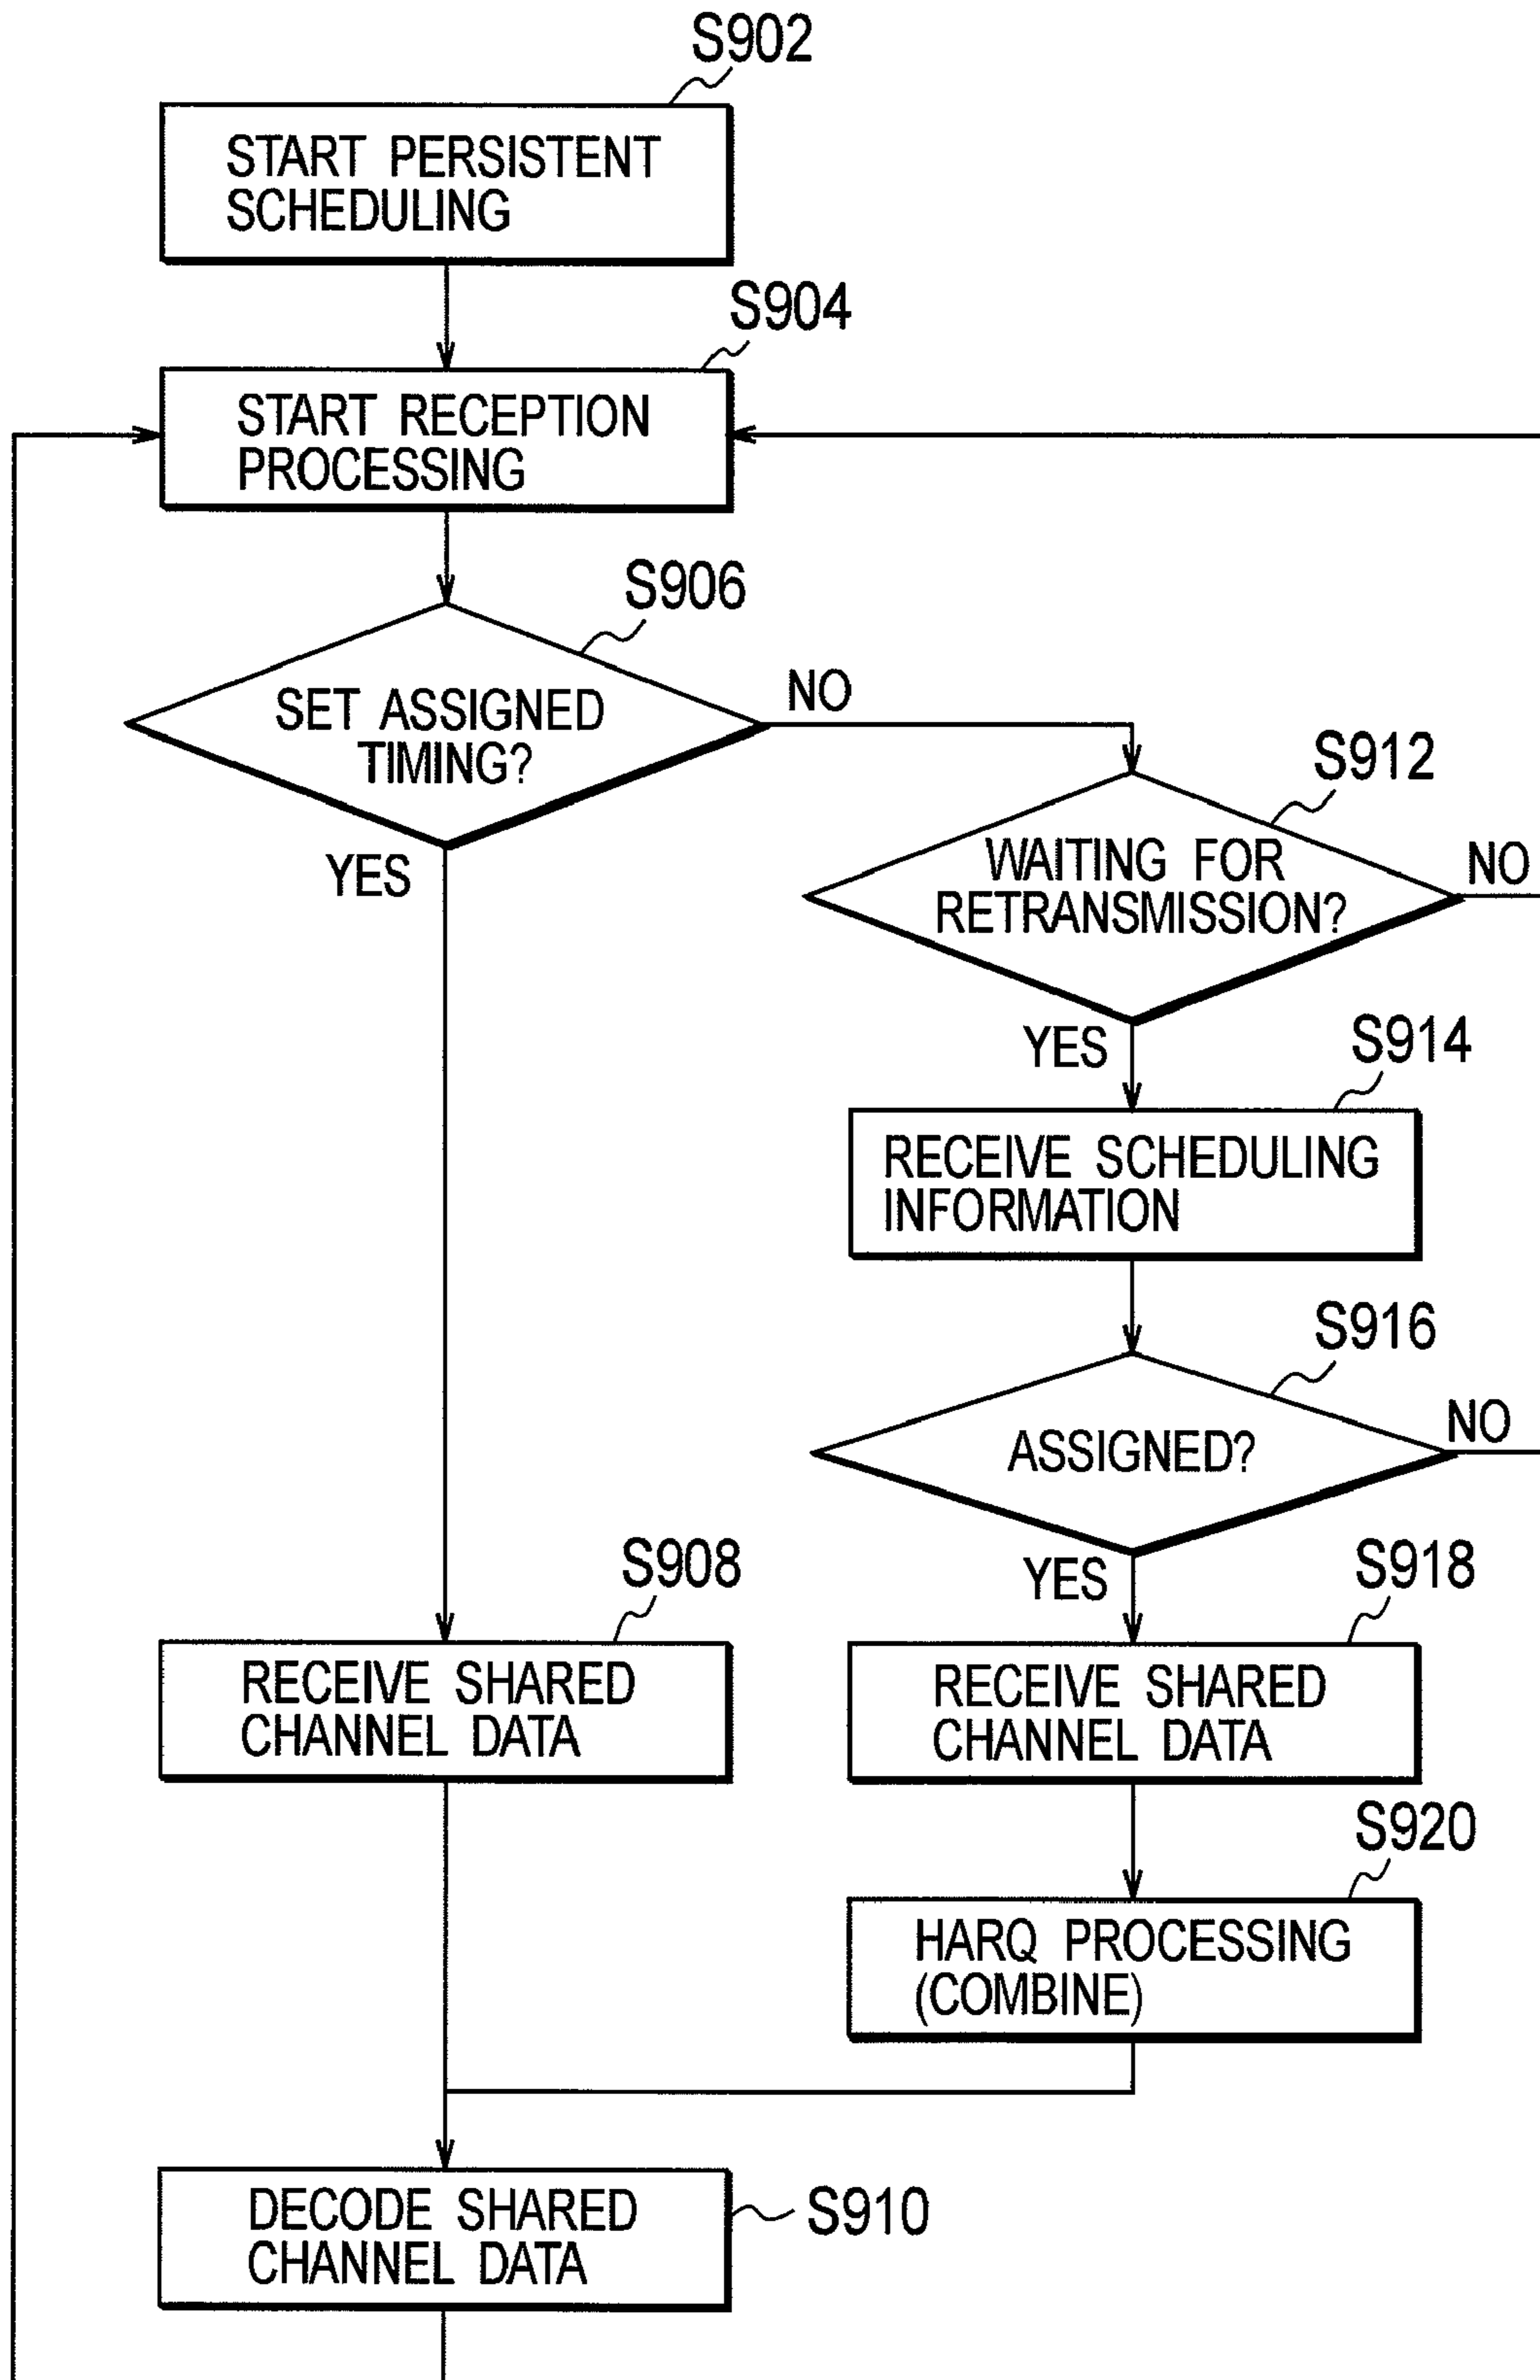 S902
START PERSISTENT
SCHEDULING
S904
START RECEPTION
PROCESSING
S906
SET ASSIGNED
TIMING?
NO
YES
S912
WAITING FOR
RETRANSMISSION?
NO
YES
S914
RECEIVE SCHEDULING
INFORMATION
S916
ASSIGNED?
NO
YES
S908
RECEIVE SHARED
CHANNEL DATA
S918
RECEIVE SHARED
CHANNEL DATA
S920
HARQ PROCESSING
(COMBINE)
DECODE SHARED
CHANNEL DATA
S910